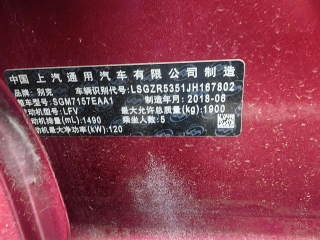 中国上汽通用汽车有限公司制造
品牌：别克 车辆识别代号：LSGZR5351JH167802
整车型号：SGM7157EAA1 制造年月：2018-06
发动机型号：LFV 最大允许总质量(kg)：1900
发动机排量(mL)：1490 乘坐人数：5
发动机最大净功率(kW)：120